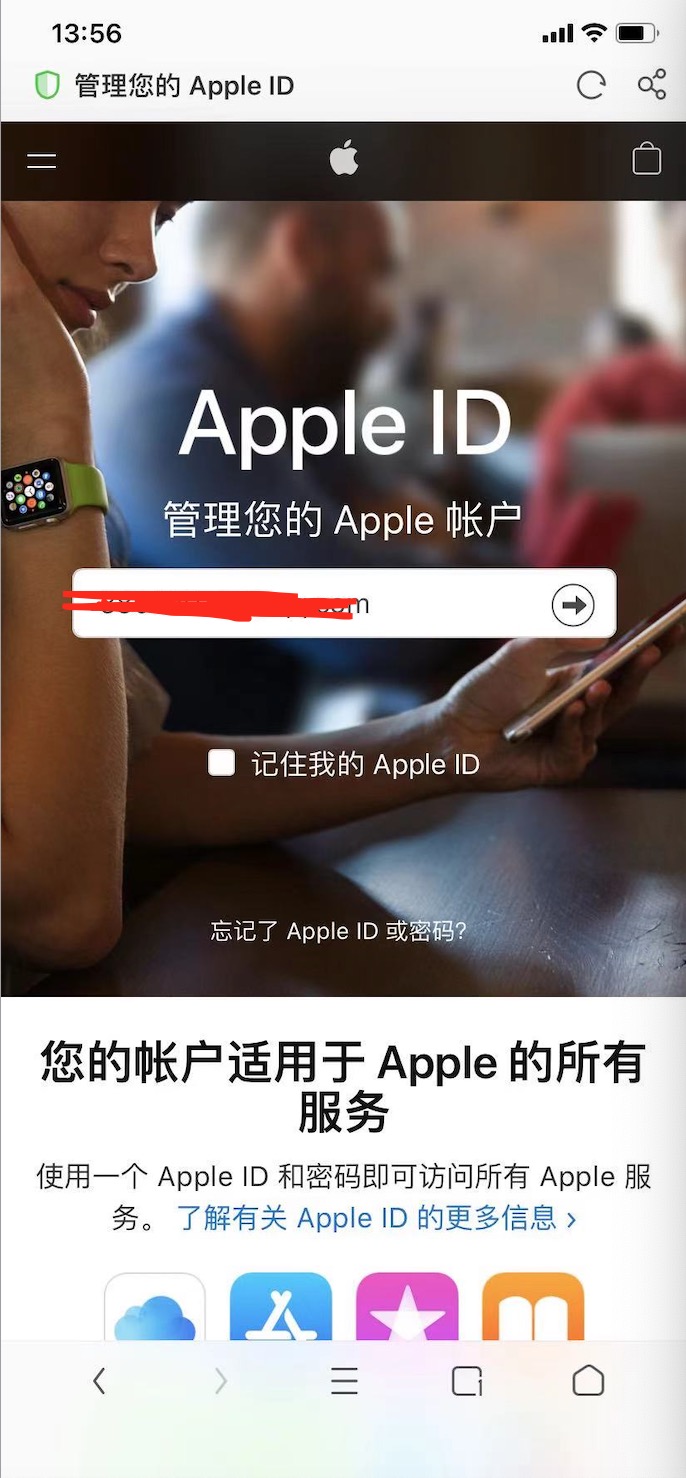 13:56
管理您的 Apple ID
Apple ID
管理您的 Apple 帐户
记住我的 Apple ID
忘记了 Apple ID 或密码?
您的帐户适用于 Apple 的所有
服务
使用一个 Apple ID 和密码即可访问所有 Apple 服
务。 了解有关 Apple ID 的更多信息 ›
1